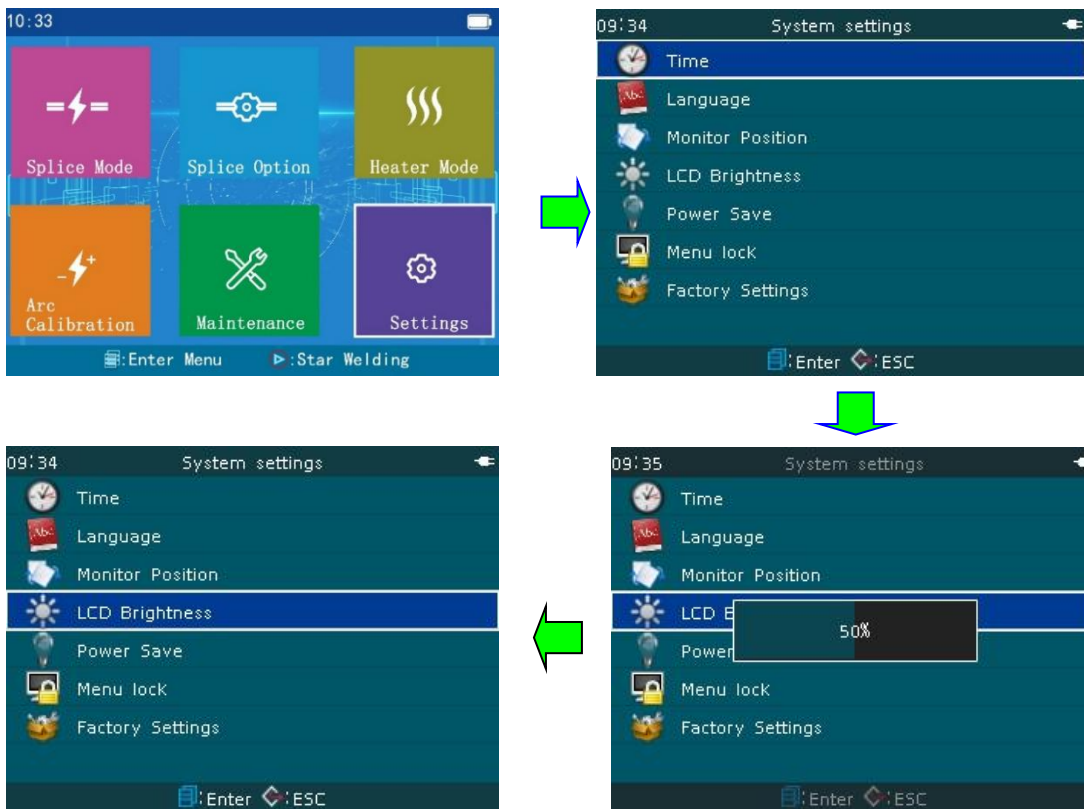 10:33
Splice Mode
Splice Option
Heater Mode
Arc
Calibration
Maintenance
Settings
:Enter Menu :Star Welding
09:34 System settings
Time
Language
Monitor Position
LCD Brightness
Power Save
Menu lock
Factory Settings
:Enter :ESC
09:34 System settings
Time
Language
Monitor Position
LCD Brightness
Power Save
Menu lock
Factory Settings
:Enter :ESC
09:35 System settings
Time
Language
Monitor Position
LCD B
50%
Power
Menu lock
Factory Settings
:Enter :ESC